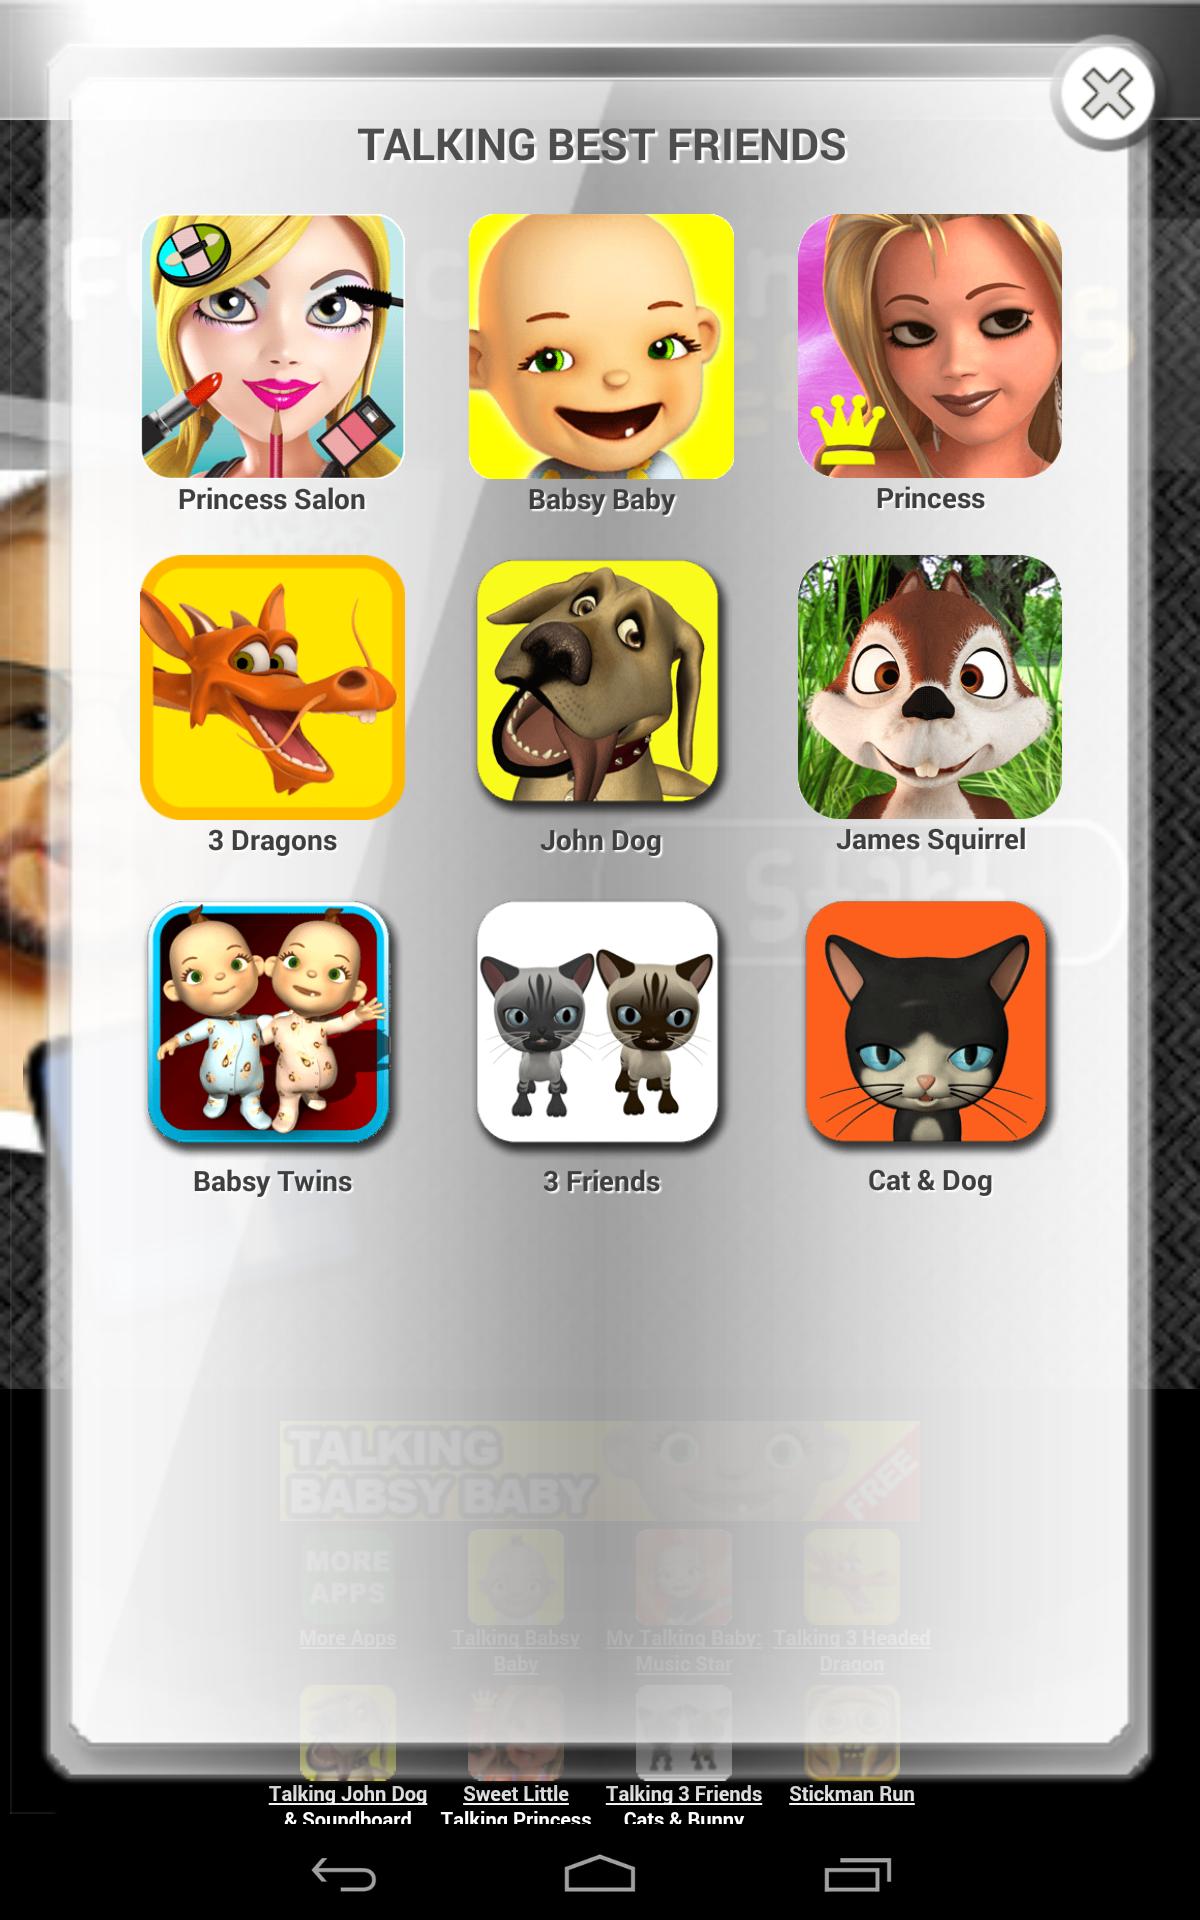 TALKING BEST FRIENDS
Princess Salon
Babsy Baby
Princess
3 Dragons
John Dog
James Squirrel
Start
Babsy Twins
3 Friends
Cat & Dog
TALKING
BABSY BABY
FREE
MORE
APPS
More Apps
Talking Babsy
Baby
My Talking Baby:
Music Star
Talking 3 Headed
Dragon
Talking John Dog
& Soundboard
Sweet Little
Talking Princess
Talking 3 Friends
Cats & Bunny
Stickman Run